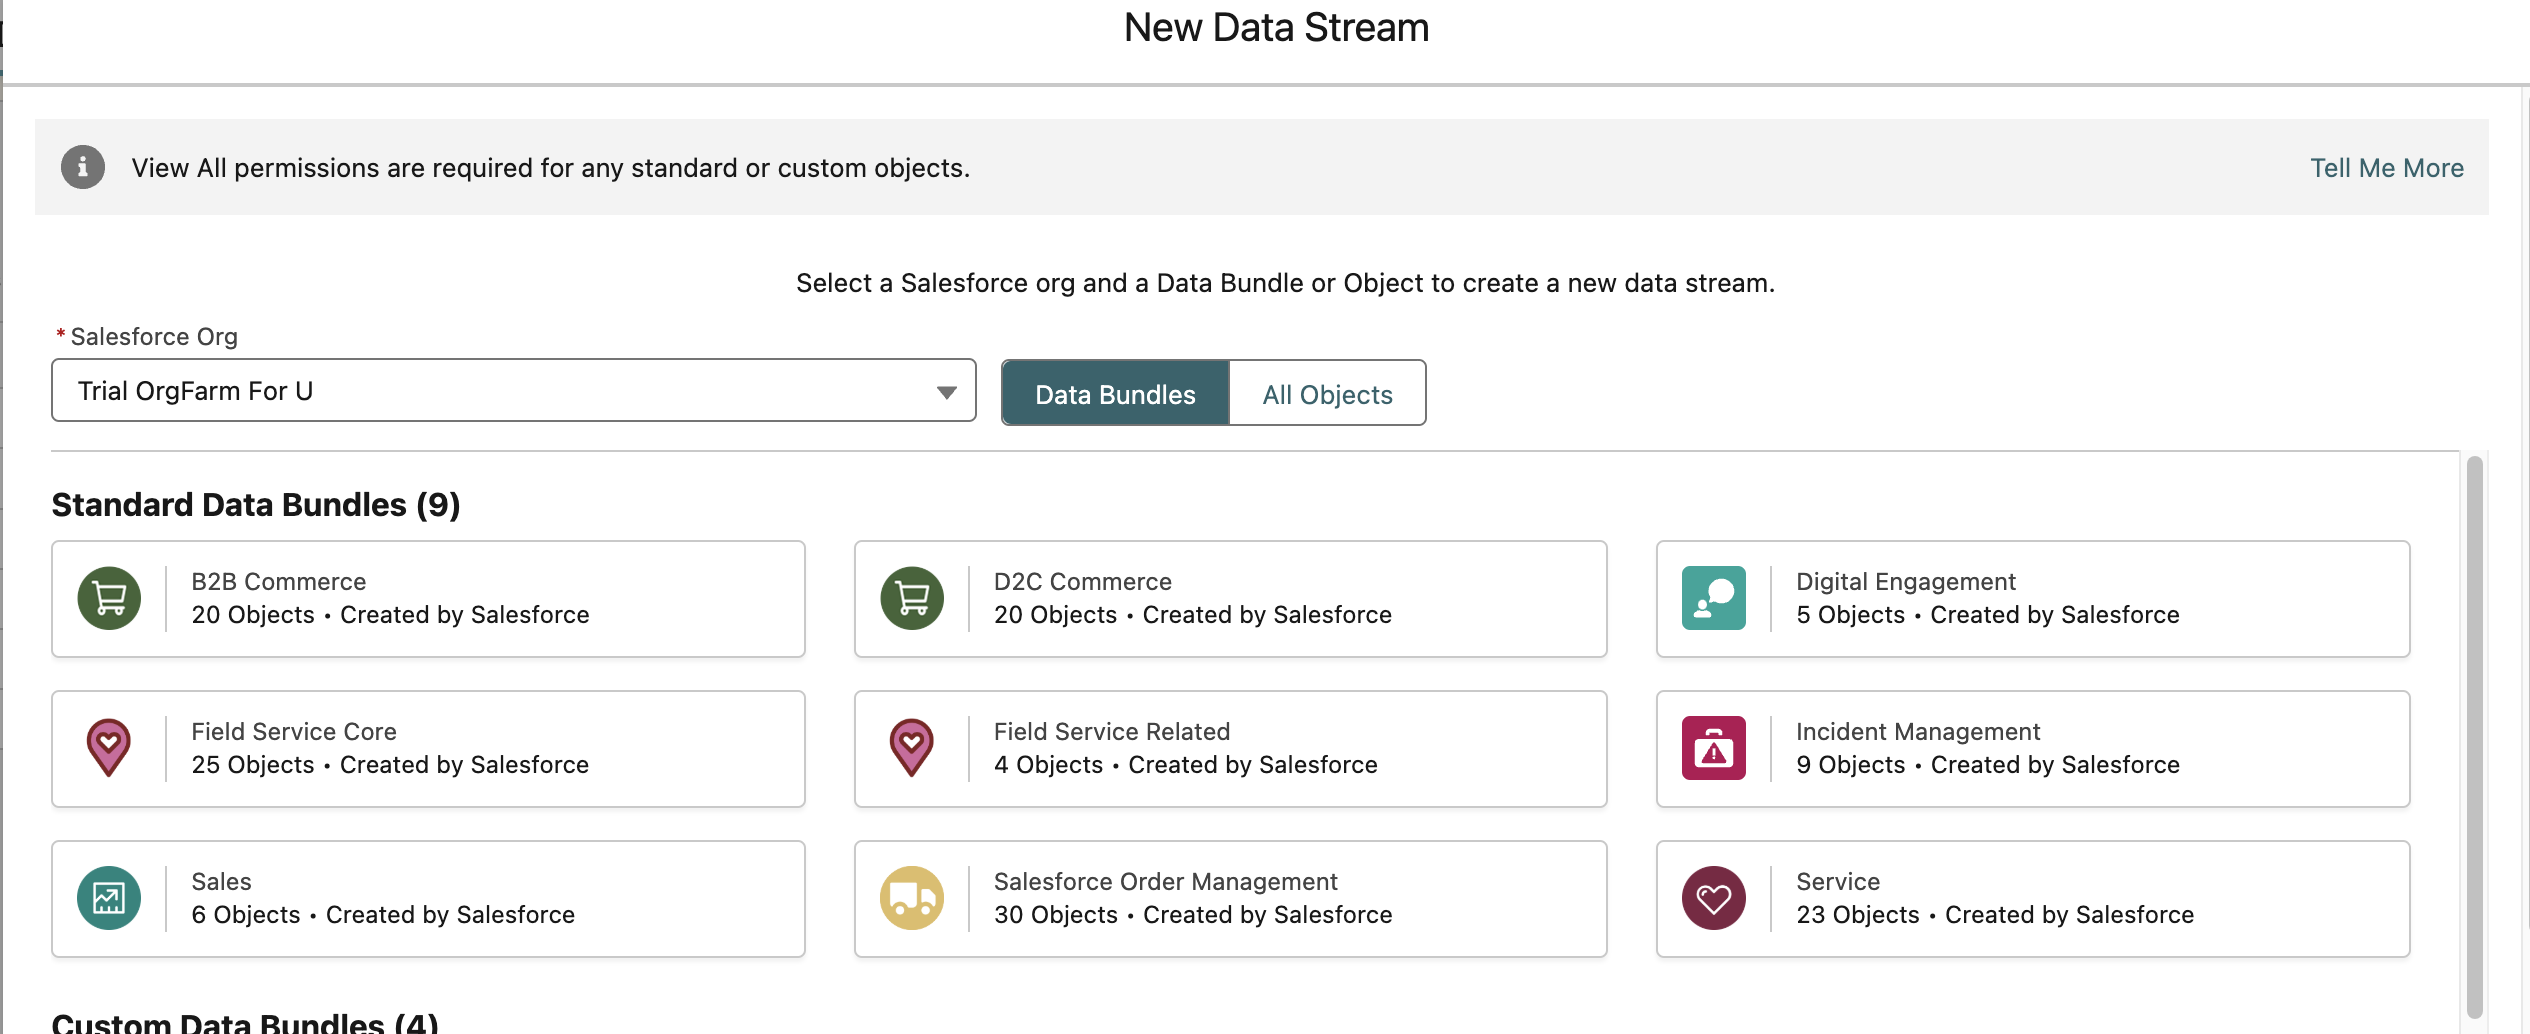 New Data Stream
View All permissions are required for any standard or custom objects.
Tell Me More
Select a Salesforce org and a Data Bundle or Object to create a new data stream.
* Salesforce Org
Trial OrgFarm For U
Data Bundles
All Objects
Standard Data Bundles (9)
B2B Commerce
20 Objects • Created by Salesforce
D2C Commerce
20 Objects • Created by Salesforce
Digital Engagement
5 Objects • Created by Salesforce
Field Service Core
25 Objects • Created by Salesforce
Field Service Related
4 Objects • Created by Salesforce
Incident Management
9 Objects • Created by Salesforce
Sales
6 Objects • Created by Salesforce
Salesforce Order Management
30 Objects • Created by Salesforce
Service
23 Objects • Created by Salesforce
Custom Data Bundles (4)